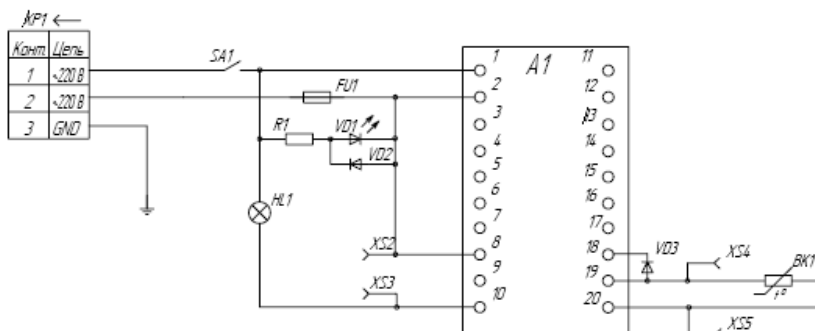 XP1
Конт. Цепь
1 ~220 В
2 ~220 В
3 GND
SA1
FU1
R1 VD1
VD2
HL1
XS2
XS3
A1
1
2
3
4
5
6
7
8
9
10
11
12
13
14
15
16
17
18
19
20
VD3
XS4
BK1
t°
XS5